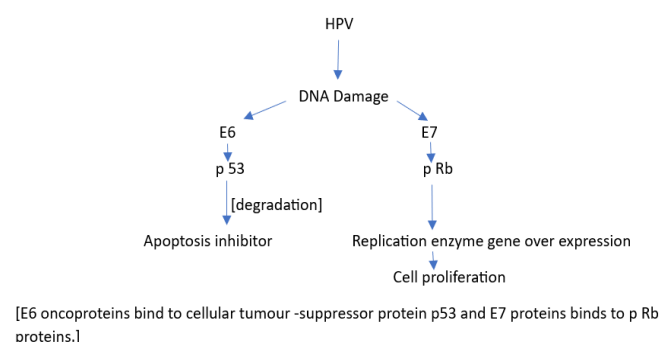 HPV
DNA Damage
E6 E7
p 53 p Rb
[degradation]
Apoptosis inhibitor Replication enzyme gene over expression
Cell proliferation
[E6 oncoproteins bind to cellular tumour -suppressor protein p53 and E7 proteins binds to p Rb
proteins.]